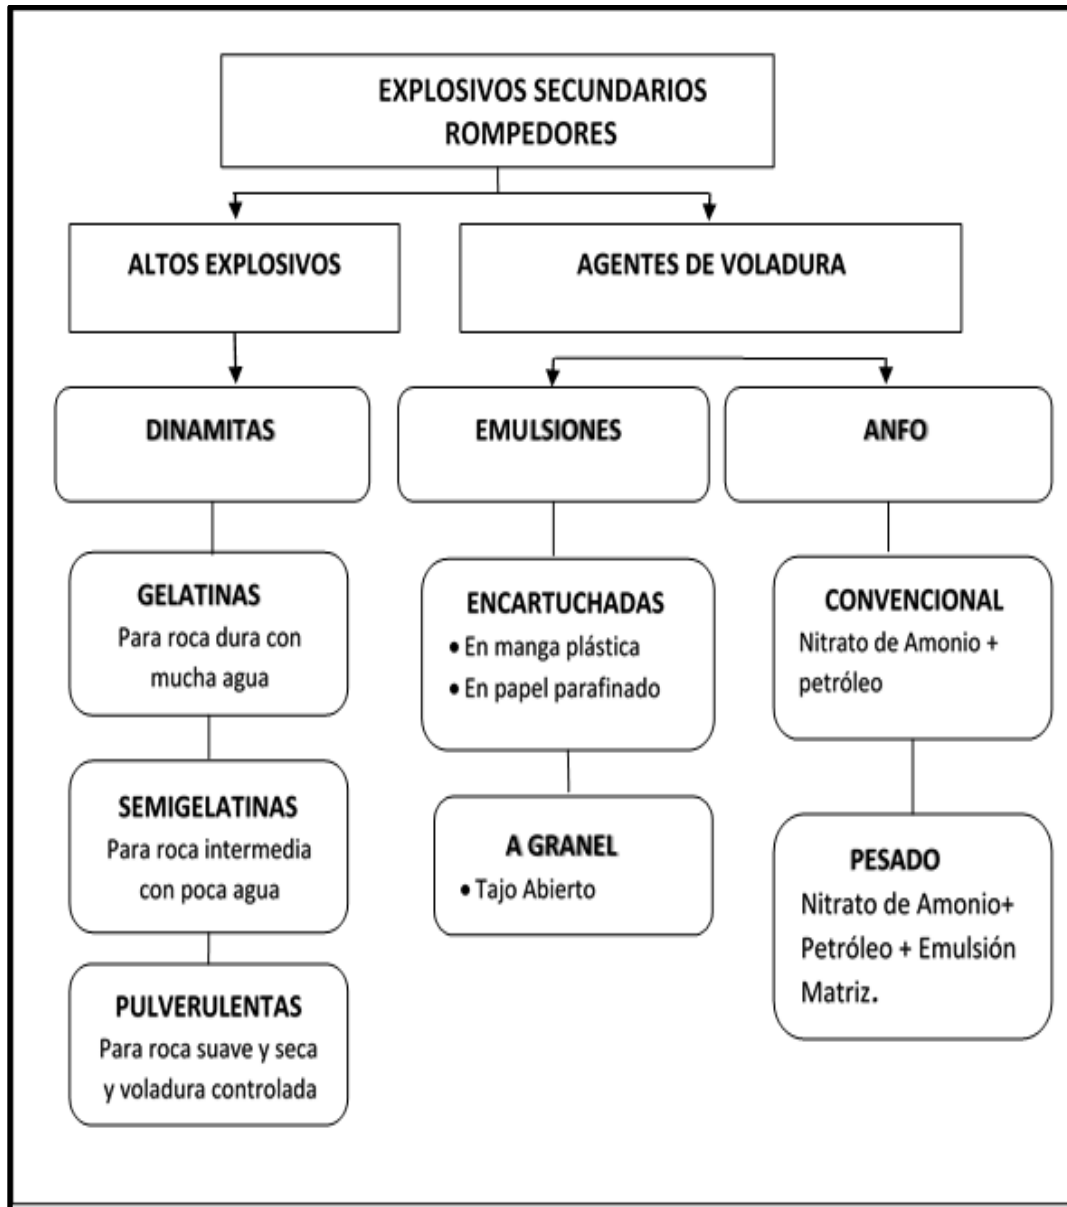 EXPLOSIVOS SECUNDARIOS
ROMPEDORES
ALTOS EXPLOSIVOS
AGENTES DE VOLADURA
DINAMITAS
EMULSIONES
ANFO
GELATINAS
Para roca dura con
mucha agua
ENCARTUCHADAS
• En manga plástica
• En papel parafinado
CONVENCIONAL
Nitrato de Amonio +
petróleo
SEMIGELATINAS
Para roca intermedia
con poca agua
A GRANEL
• Tajo Abierto
PESADO
Nitrato de Amonio+
Petróleo + Emulsión
Matriz.
PULVERULENTAS
Para roca suave y seca
y voladura controlada